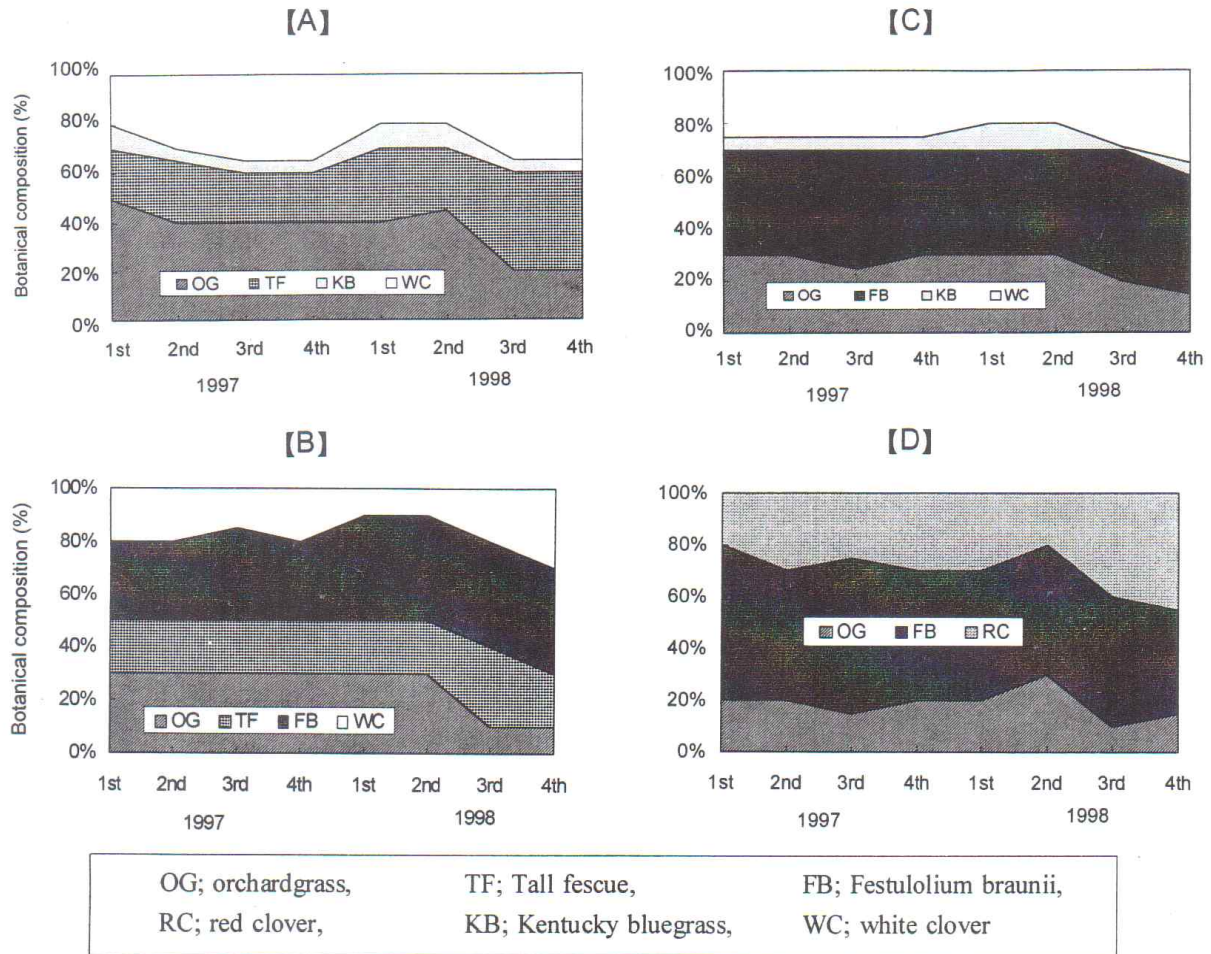 【A】
Botanical composition (%)
100%
80%
60%
40%
20%
0%
OG TF KB WC
1st 2nd 3rd 4th 1st 2nd 3rd 4th
1997 1998
【C】
100%
80%
60%
40%
20%
0%
OG FB KB WC
1st 2nd 3rd 4th 1st 2nd 3rd 4th
1997 1998
【B】
Botanical composition (%)
100%
80%
60%
40%
20%
0%
OG TF FB WC
1st 2nd 3rd 4th 1st 2nd 3rd 4th
1997 1998
【D】
100%
80%
60%
40%
20%
0%
OG FB RC
1st 2nd 3rd 4th 1st 2nd 3rd 4th
1997 1998
OG; orchardgrass, TF; Tall fescue, FB; Festulolium braunii,
RC; red clover, KB; Kentucky bluegrass, WC; white clover